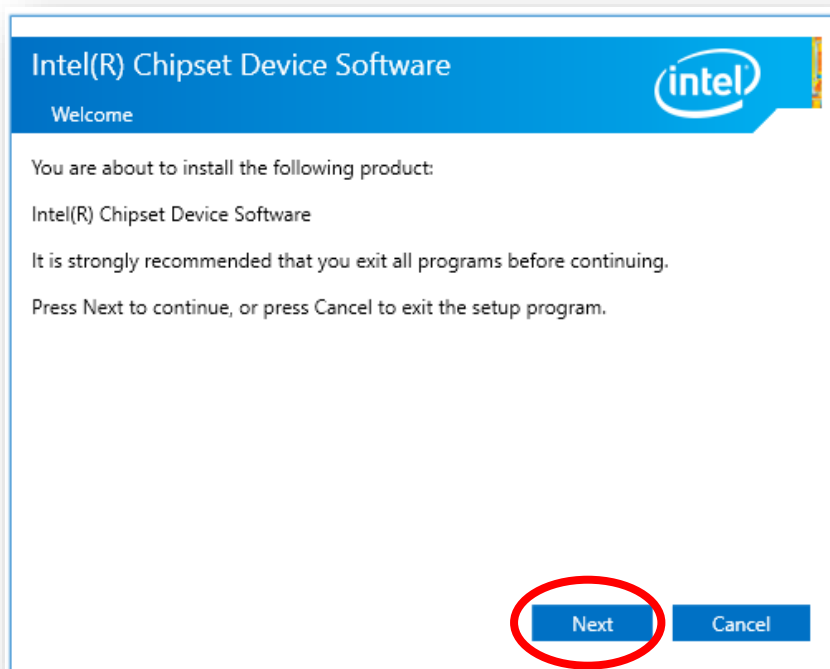 Intel(R) Chipset Device Software
intel
Welcome
You are about to install the following product:
Intel(R) Chipset Device Software
It is strongly recommended that you exit all programs before continuing.
Press Next to continue, or press Cancel to exit the setup program.
Next
Cancel